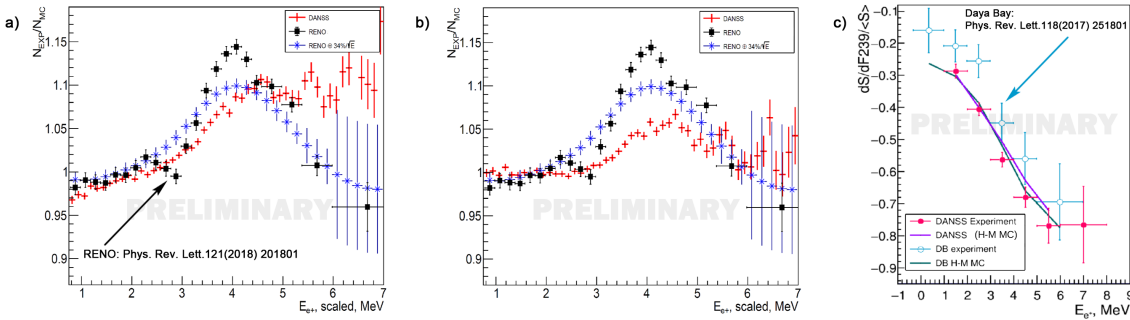 a)
N_EXP/N_MC
DANSS
RENO
RENO @ 34%/√E
1.15
1.1
1.05
1
0.95
0.9
PRELIMINARY
RENO: Phys. Rev. Lett.121(2018) 201801
1 2 3 4 5 6 7
E_e+, scaled, MeV
b)
N_EXP/N_MC
DANSS
RENO
RENO @ 34%/√E
1.15
1.1
1.05
1
0.95
0.9
PRELIMINARY
1 2 3 4 5 6 7
E_e+, scaled, MeV
c)
dS/dF239/<S>
Daya Bay:
Phys. Rev. Lett.118(2017) 251801
-0.1
-0.2
-0.3
-0.4
-0.5
-0.6
-0.7
-0.8
-0.9
PRELIMINARY
DANSS Experiment
DANSS (H-M MC)
DB experiment
DB H-M MC
-1 0 1 2 3 4 5 6 7 8 9
E_e+, MeV